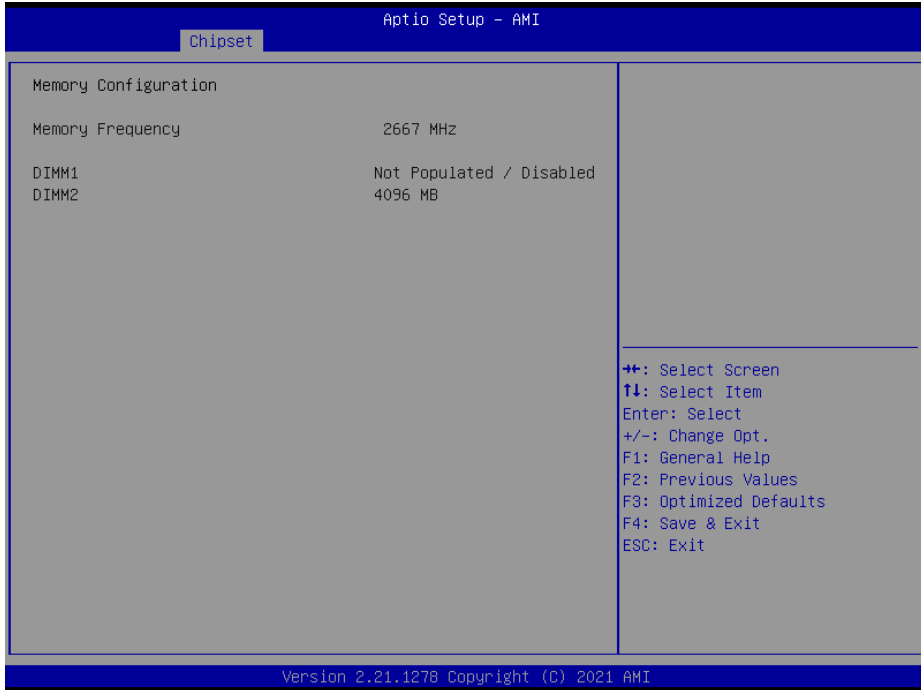 Aptio Setup – AMI
Chipset
Memory Configuration
Memory Frequency 2667 MHz
DIMM1 Not Populated / Disabled
DIMM2 4096 MB
→←: Select Screen
↑↓: Select Item
Enter: Select
+/-: Change Opt.
F1: General Help
F2: Previous Values
F3: Optimized Defaults
F4: Save & Exit
ESC: Exit
Version 2.21.1278 Copyright (C) 2021 AMI